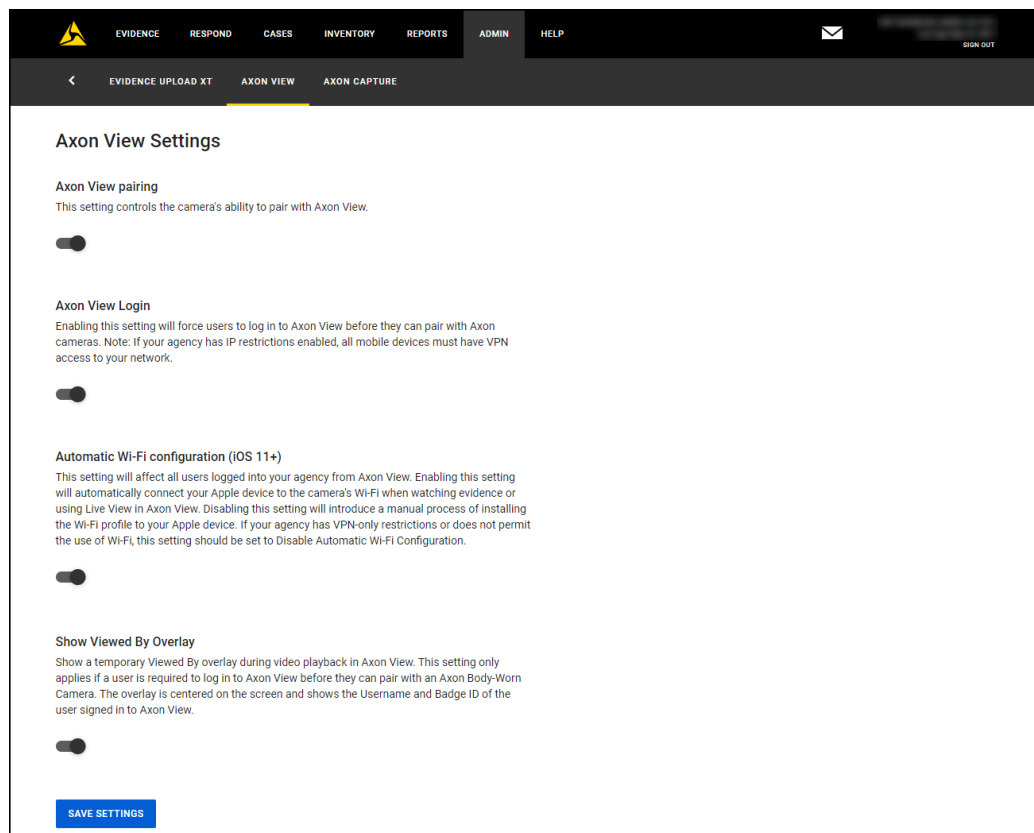 EVIDENCE RESPOND CASES INVENTORY REPORTS ADMIN HELP
SIGN OUT
EVIDENCE UPLOAD XT AXON VIEW AXON CAPTURE
Axon View Settings
Axon View pairing
This setting controls the camera's ability to pair with Axon View.
Axon View Login
Enabling this setting will force users to log in to Axon View before they can pair with Axon
cameras. Note: If your agency has IP restrictions enabled, all mobile devices must have VPN
access to your network.
Automatic Wi-Fi configuration (iOS 11+)
This setting will affect all users logged into your agency from Axon View. Enabling this setting
will automatically connect your Apple device to the camera's Wi-Fi when watching evidence or
using Live View in Axon View. Disabling this setting will introduce a manual process of installing
the Wi-Fi profile to your Apple device. If your agency has VPN-only restrictions or does not permit
the use of Wi-Fi, this setting should be set to Disable Automatic Wi-Fi Configuration.
Show Viewed By Overlay
Show a temporary Viewed By overlay during video playback in Axon View. This setting only
applies if a user is required to log in to Axon View before they can pair with an Axon Body-Worn
Camera. The overlay is centered on the screen and shows the Username and Badge ID of the
user signed in to Axon View.
SAVE SETTINGS